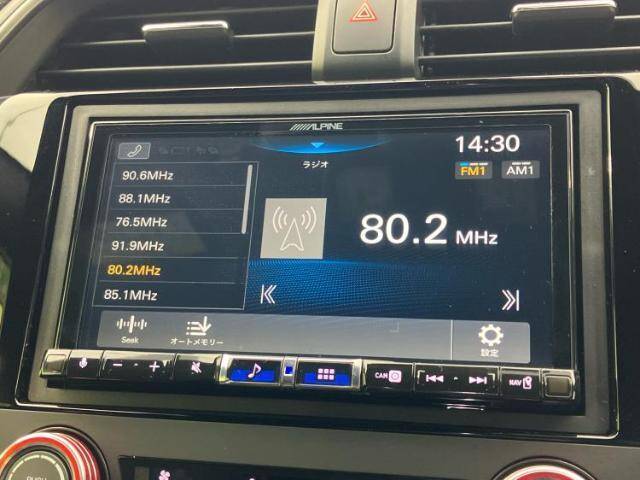 ALPINE
14:30
ラジオ
FM1
AM1
90.6MHz
88.1MHz
76.5MHz
91.9MHz
80.2MHz
85.1MHz
80.2 MHz
Seek
オートメモリー
設定
CAM
NAV